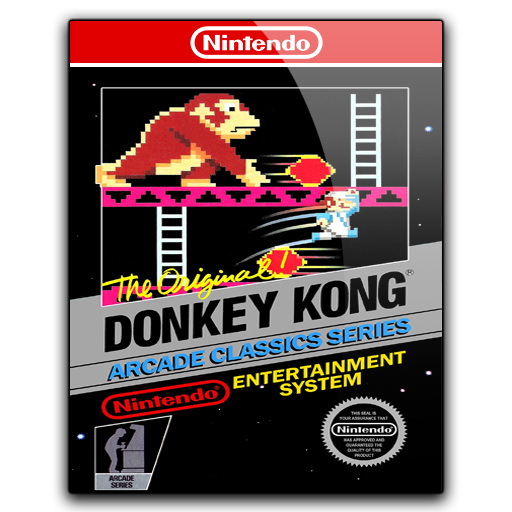 Nintendo
The Original!
DONKEY KONG®
ARCADE CLASSICS SERIES
Nintendo®
ENTERTAINMENT
SYSTEM
THIS SEAL IS
YOUR ASSURANCE THAT
Nintendo
HAS APPROVED AND
GUARANTEED THE
QUALITY OF THIS
PRODUCT
ARCADE
SERIES